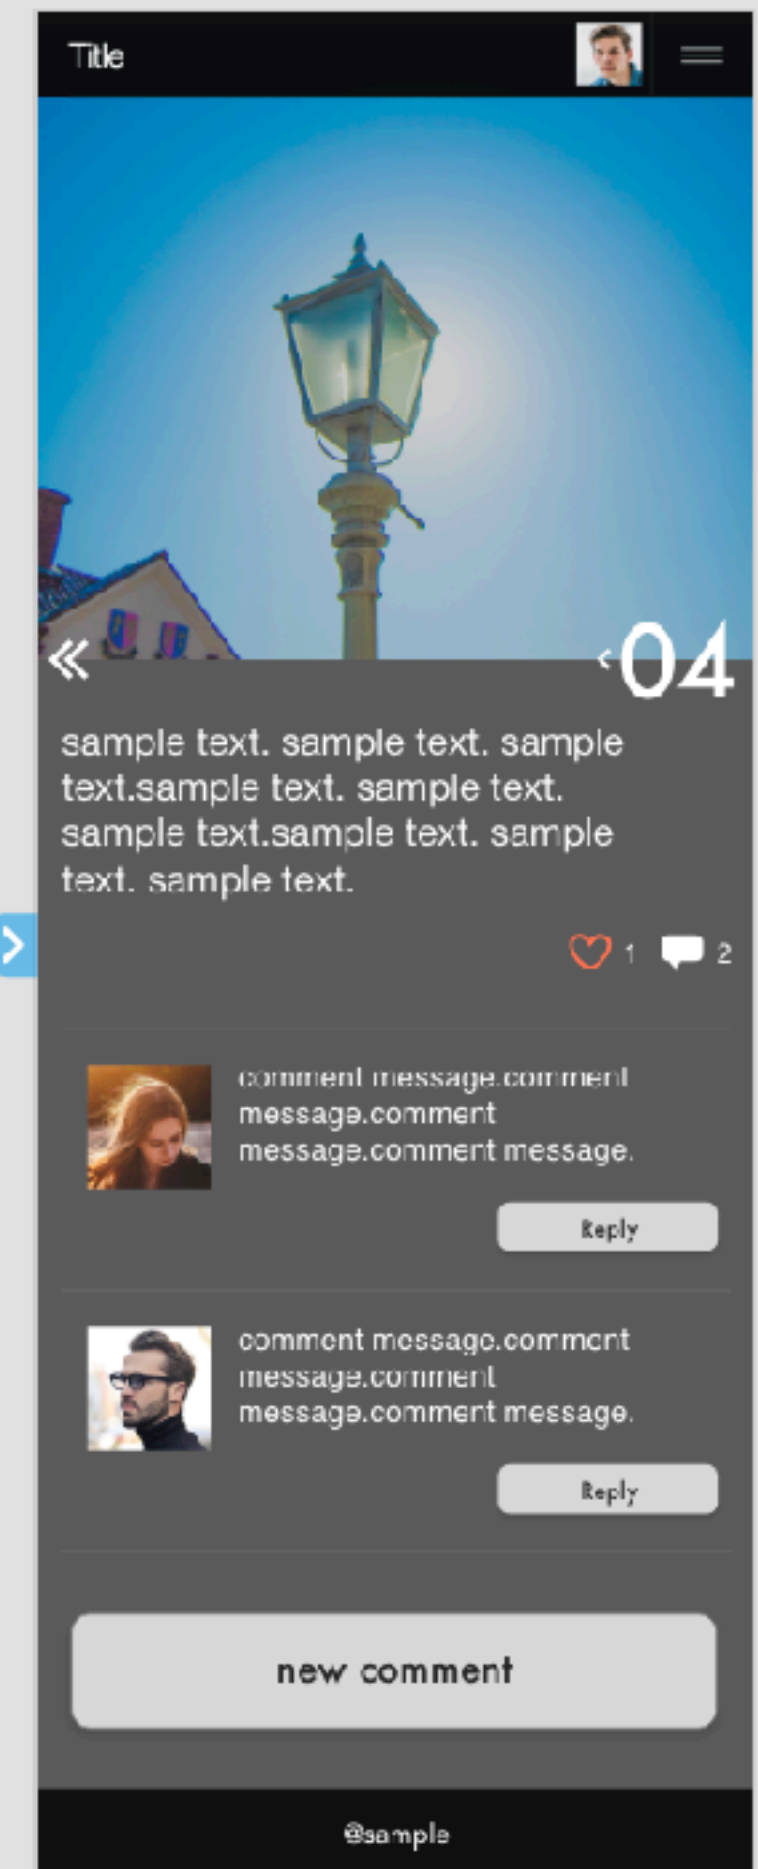 Title
« ‹04
sample text. sample text. sample
text.sample text. sample text.
sample text.sample text. sample
text. sample text.
1 2
comment message.comment
message.comment
message.comment message.
Reply
comment message.comment
message.comment
message.comment message.
Reply
new comment
@sample